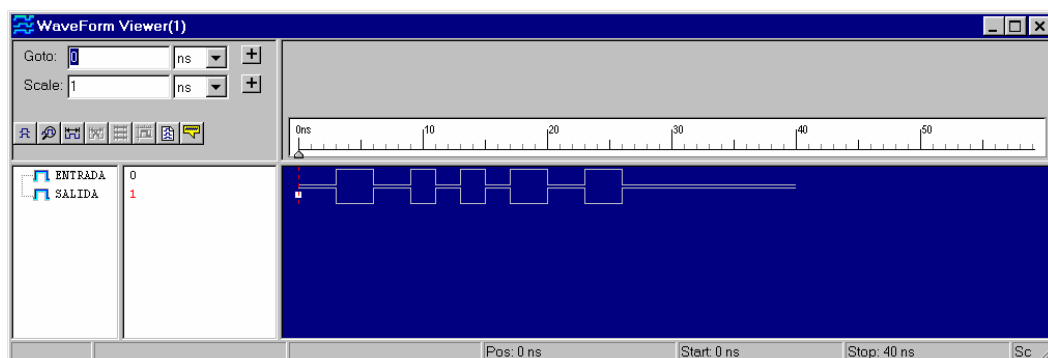 WaveForm Viewer(1)
Goto: 0 ns +
Scale: 1 ns +
0ns 10 20 30 40 50
ENTRADA 0
SALIDA 1
Pos: 0 ns Start: 0 ns Stop: 40 ns Sc